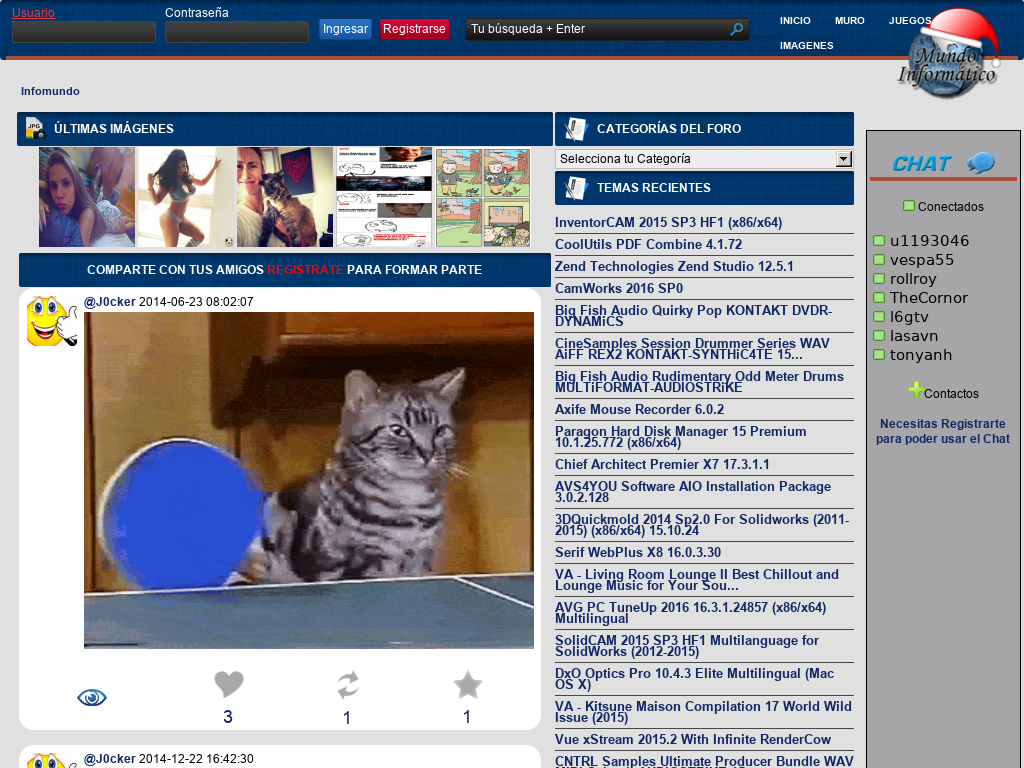 Usuario
Contraseña
Ingresar
Registrarse
Tu búsqueda + Enter
INICIO
MURO
JUEGOS
IMAGENES
Mundo
Informático
Infomundo
ÚLTIMAS IMÁGENES
COMPARTE CON TUS AMIGOS REGISTRATE PARA FORMAR PARTE
@J0cker 2014-06-23 08:02:07
3
1
1
@J0cker 2014-12-22 16:42:30
CATEGORÍAS DEL FORO
Selecciona tu Categoría
TEMAS RECIENTES
InventorCAM 2015 SP3 HF1 (x86/x64)
CoolUtils PDF Combine 4.1.72
Zend Technologies Zend Studio 12.5.1
CamWorks 2016 SP0
Big Fish Audio Quirky Pop KONTAKT DVDR-
DYNAMiCS
CineSamples Session Drummer Series WAV
AiFF REX2 KONTAKT-SYNTHiC4TE 15...
Big Fish Audio Rudimentary Odd Meter Drums
MULTiFORMAT-AUDIOSTRiKE
Axife Mouse Recorder 6.0.2
Paragon Hard Disk Manager 15 Premium
10.1.25.772 (x86/x64)
Chief Architect Premier X7 17.3.1.1
AVS4YOU Software AIO Installation Package
3.0.2.128
3DQuickmold 2014 Sp2.0 For Solidworks (2011-
2015) (x86/x64) 15.10.24
Serif WebPlus X8 16.0.3.30
VA - Living Room Lounge II Best Chillout and
Lounge Music for Your Sou...
AVG PC TuneUp 2016 16.3.1.24857 (x86/x64)
Multilingual
SolidCAM 2015 SP3 HF1 Multilanguage for
SolidWorks (2012-2015)
DxO Optics Pro 10.4.3 Elite Multilingual (Mac
OS X)
VA - Kitsune Maison Compilation 17 World Wild
Issue (2015)
Vue xStream 2015.2 With Infinite RenderCow
CNTRL Samples Ultimate Producer Bundle WAV
CHAT
Conectados
u1193046
vespa55
rollroy
TheCornor
l6gtv
lasavn
tonyanh
Contactos
Necesitas Registrarte
para poder usar el Chat